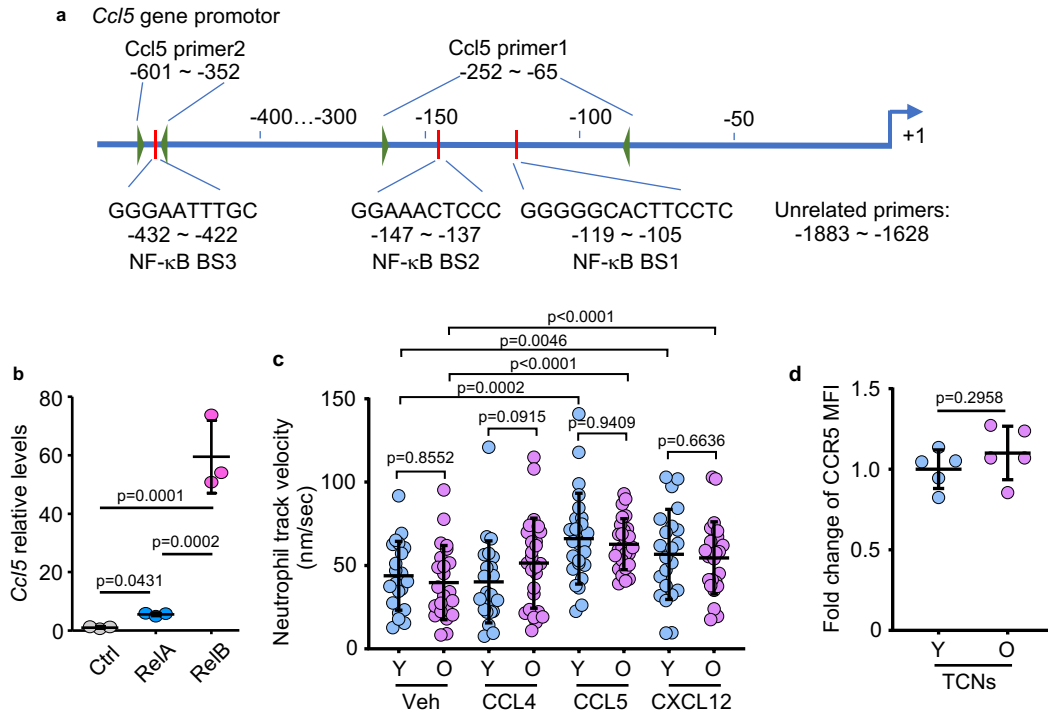 a Ccl5 gene promotor
Ccl5 primer2
-601 ~ -352
Ccl5 primer1
-252 ~ -65
-400...-300
-150
-100
-50
+1
GGGAATTTGC
-432 ~ -422
NF-κB BS3
GGAAACTCCC
-147 ~ -137
NF-κB BS2
GGGGGCACTTCCTC
-119 ~ -105
NF-κB BS1
Unrelated primers:
-1883 ~ -1628
b
Ccl5 relative levels
80
60
40
20
0
p=0.0001
p=0.0002
p=0.0431
Ctrl
RelA
RelB
c
Neutrophil track velocity
(nm/sec)
150
100
50
0
p<0.0001
p=0.0046
p<0.0001
p=0.0002
p=0.8552
p=0.0915
p=0.9409
p=0.6636
Y O Y O Y O Y O
Veh CCL4 CCL5 CXCL12
d
Fold change of CCR5 MFI
1.5
1.0
0.5
0.0
p=0.2958
Y O
TCNs